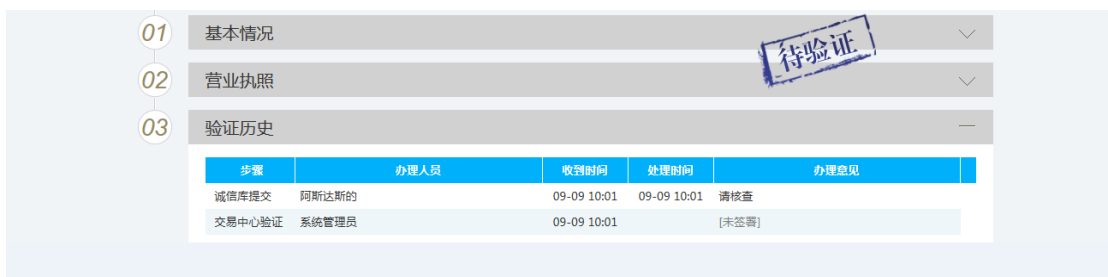 01 基本情况
待验证
02 营业执照
03 验证历史
步骤 办理人员 收到时间 处理时间 办理意见
诚信库提交 阿斯达斯的 09-09 10:01 09-09 10:01 请核查
交易中心验证 系统管理员 09-09 10:01 [未签署]